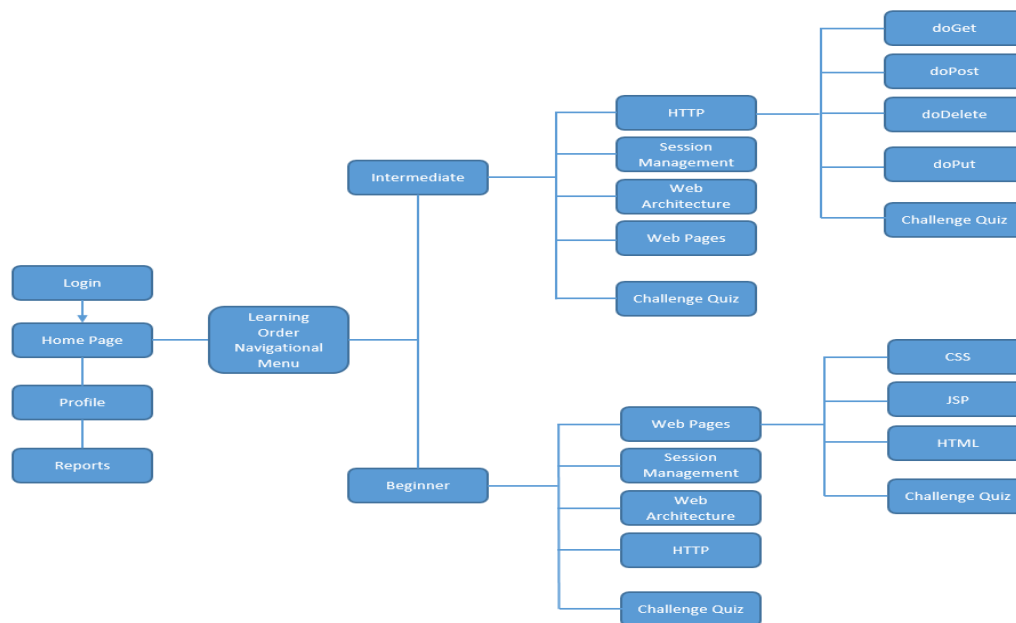 Login
Home Page
Profile
Reports
Learning
Order
Navigational
Menu
Intermediate
HTTP
Session
Management
Web
Architecture
Web Pages
Challenge Quiz
doGet
doPost
doDelete
doPut
Challenge Quiz
Beginner
Web Pages
Session
Management
Web
Architecture
HTTP
Challenge Quiz
CSS
JSP
HTML
Challenge Quiz